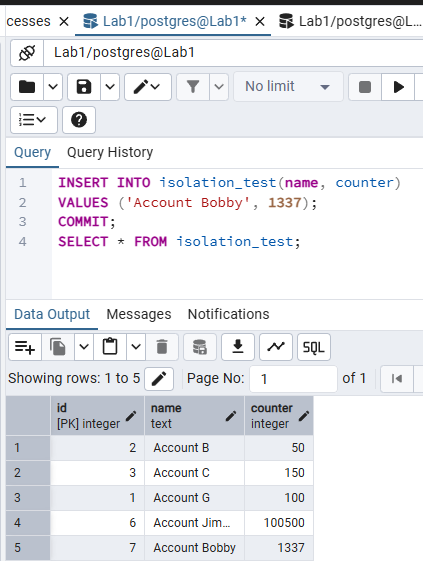 cesses Lab1/postgres@Lab1* Lab1/postgres@L...
Lab1/postgres@Lab1
No limit
Query Query History
1 INSERT INTO isolation_test(name, counter)
2 VALUES ('Account Bobby', 1337);
3 COMMIT;
4 SELECT * FROM isolation_test;
Data Output Messages Notifications
SQL
Showing rows: 1 to 5 Page No: 1 of 1
id name counter
[PK] integer text integer
1 2 Account B 50
2 3 Account C 150
3 1 Account G 100
4 6 Account Jim... 100500
5 7 Account Bobby 1337